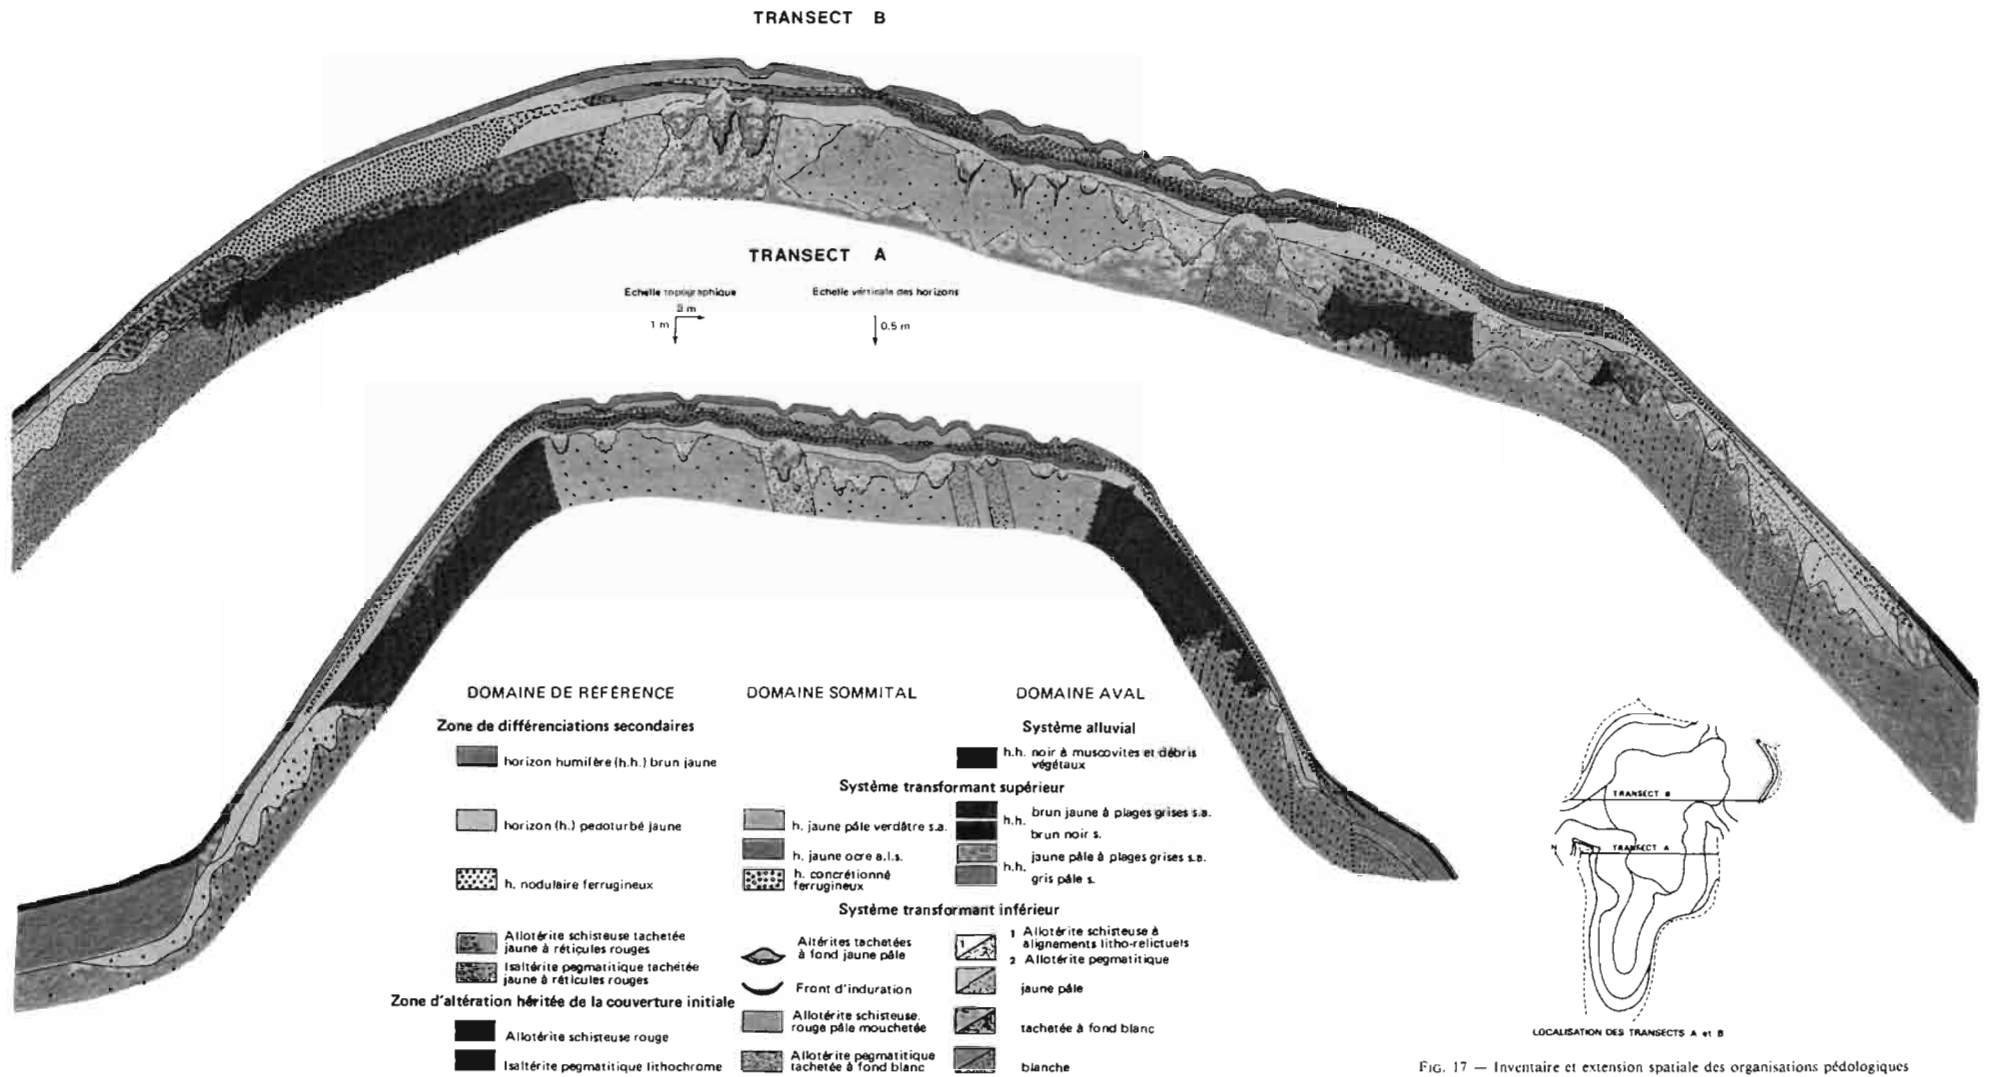 TRANSECT B
TRANSECT A
Echelle topographique
Echelle verticale des horizons
5 m
1 m
0.5 m
DOMAINE DE RÉFÉRENCE
Zone de différenciations secondaires
horizon humifère (h.h.) brun jaune
horizon (h.) pedoturbé jaune
h. nodulaire ferrugineux
Allotérite schisteuse tachetée
jaune à réticules rouges
Isaltérite pegmatitique tachetée
jaune à réticules rouges
Zone d'altération héritée de la couverture initiale
Allotérite schisteuse rouge
Isaltérite pegmatitique lithochrome
DOMAINE SOMMITAL
DOMAINE AVAL
Système alluvial
h.h. noir à muscovites et débris
végétaux
Système transformant supérieur
h. jaune pâle verdâtre s.a.
h. jaune ocre a.l.s.
h. concrétionné
ferrugineux
h.h.
brun jaune à plages grises s.a.
brun noir s.
h.h.
jaune pâle à plages grises s.a.
gris pâle s.
Système transformant inférieur
Altérites tachetées
à fond jaune pâle
Front d'induration
Allotérite schisteuse,
rouge pâle mouchetée
Allotérite pegmatitique
tachetée à fond blanc
1 2
1 Allotérite schisteuse à
alignements litho-relictuels
2 Allotérite pegmatitique
jaune pâle
tachetée à fond blanc
blanche
TRANSECT B
TRANSECT A
N
LOCALISATION DES TRANSECTS A et B
FIG. 17 — Inventaire et extension spatiale des organisations pédologiques